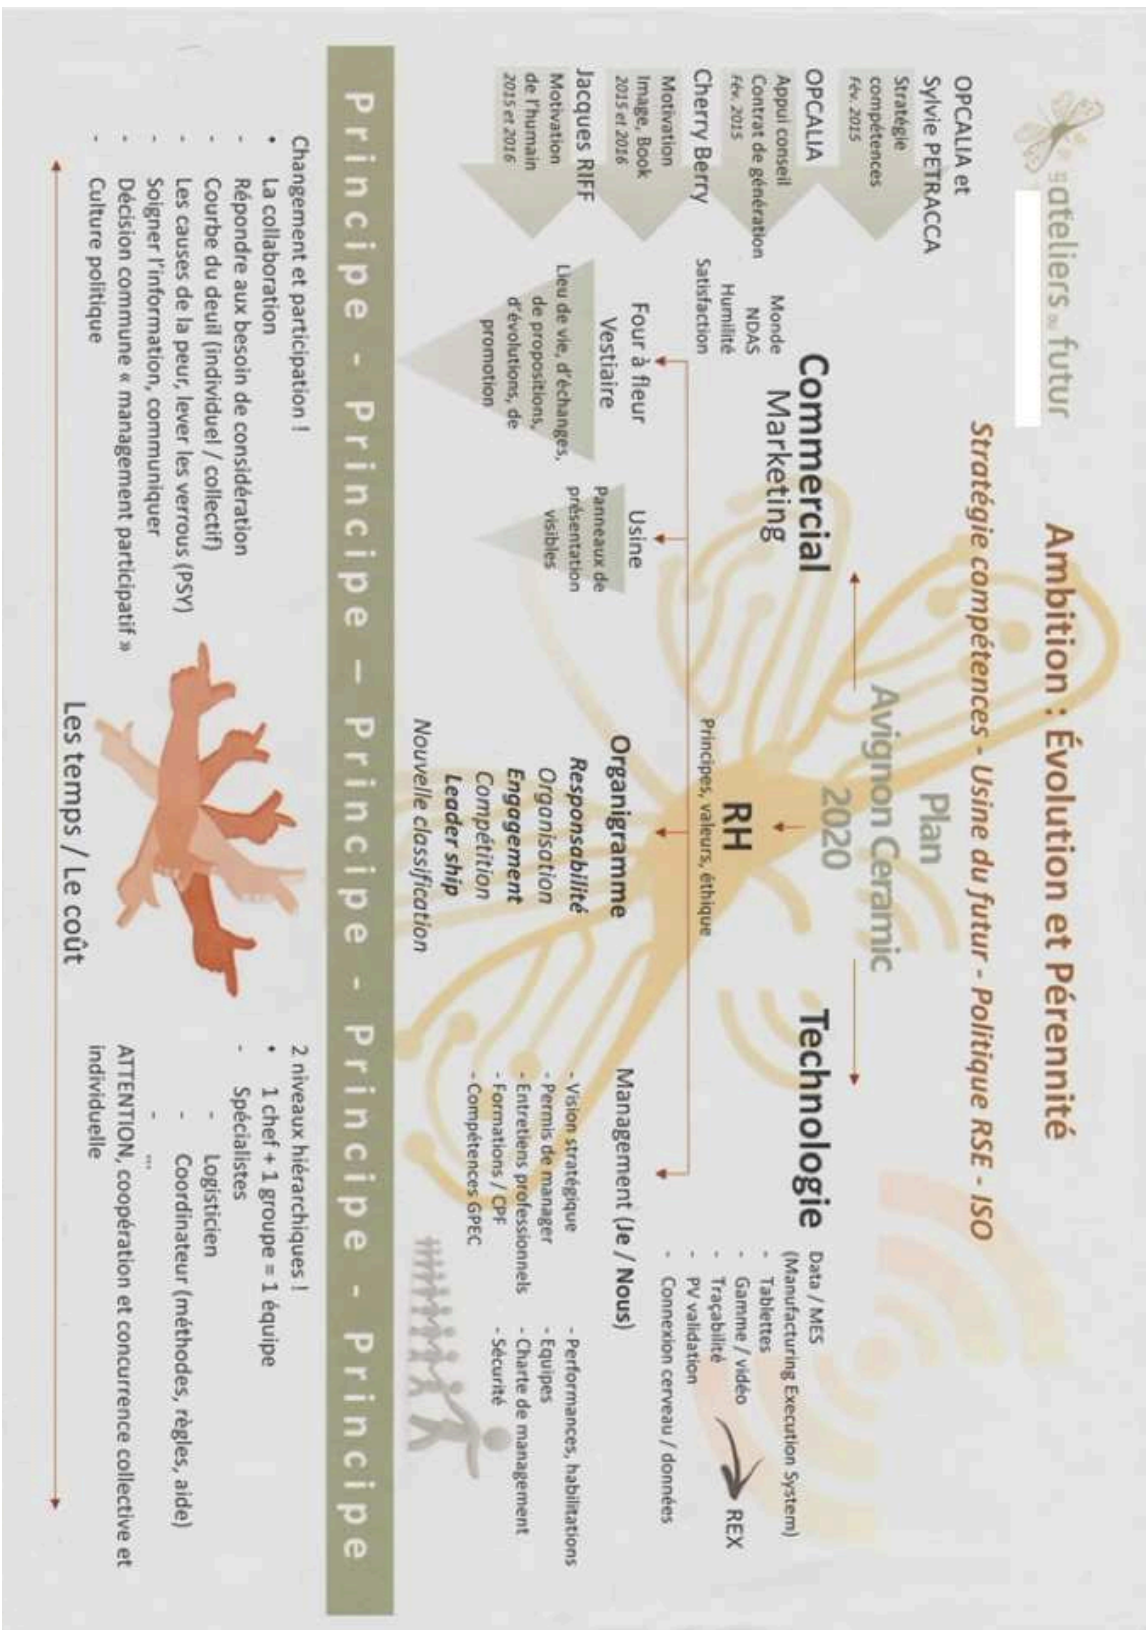 les ateliers du futur
Ambition : Évolution et Pérennité
Stratégie compétences - Usine du futur - Politique RSE - ISO
OPCALIA et
Sylvie PETRACCA
Stratégie
compétences
Fév. 2015
OPCALIA
Appui conseil
Contrat de génération
Fév. 2015
Cherry Berry
Motivation
Image, Book
2015 et 2016
Jacques RIFF
Motivation
de l'humain
2015 et 2016
Plan
Avignon Ceramic
2020
Commercial
Marketing
Monde
NDAS
Humilité
Satisfaction
RH
Principes, valeurs, éthique
Technologie
Data / MES
(Manufacturing Execution System)
- Tablettes
- Gamme / vidéo
- Traçabilité
- PV validation
- Connexion cerveau / données
REX
Four à fleur
Vestiaire
Lieu de vie, d'échanges,
de propositions,
d'évolutions, de
promotion
Usine
Panneaux de
présentation
visibles
Organigramme
Responsabilité
Organisation
Engagement
Compétition
Leader ship
Nouvelle classification
Management (Je / Nous)
- Vision stratégique
- Permis de manager
- Entretiens professionnels
- Formations / CPF
- Compétences GPEC
- Performances, habilitations
- Equipes
- Charte de management
- Sécurité
Principe - Principe - Principe – Principe - Principe - Principe
Changement et participation !
• La collaboration
- Répondre aux besoin de considération
- Courbe du deuil (individuel / collectif)
- Les causes de la peur, lever les verrous (PSY)
- Soigner l'information, communiquer
- Décision commune « management participatif »
- Culture politique
2 niveaux hiérarchiques !
• 1 chef + 1 groupe = 1 équipe
- Spécialistes
- Logisticien
- Coordinateur (méthodes, règles, aide)
- ...
ATTENTION, coopération et concurrence collective et
individuelle
Les temps / Le coût